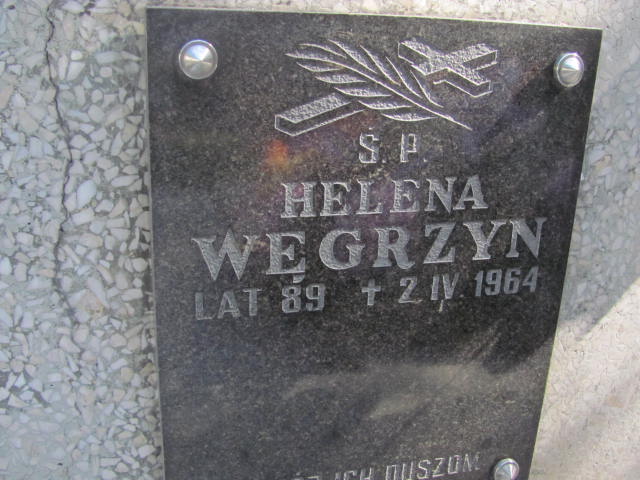 Ś. P.
HELENA
WĘGRZYN
LAT 89 + 2 IV 1964
ICH DUSZOM